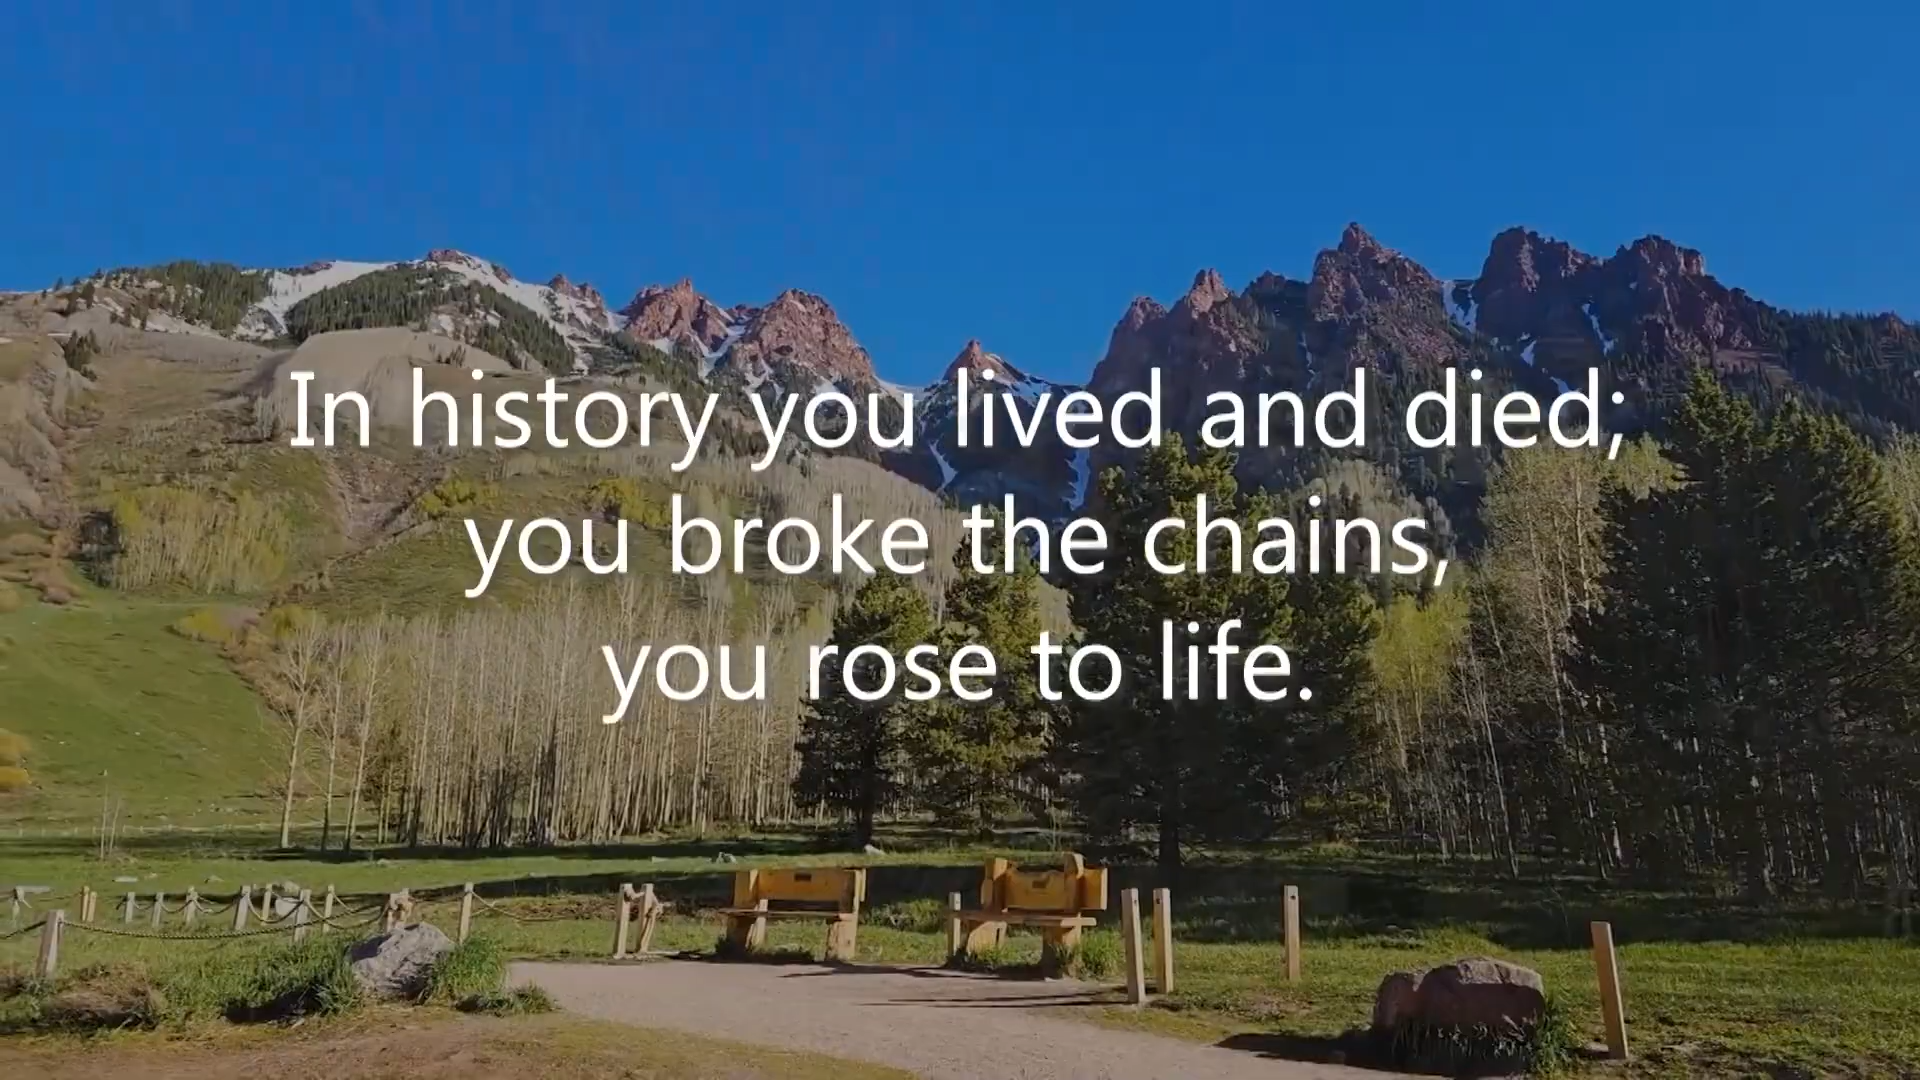 In history you lived and died;
you broke the chains,
you rose to life.